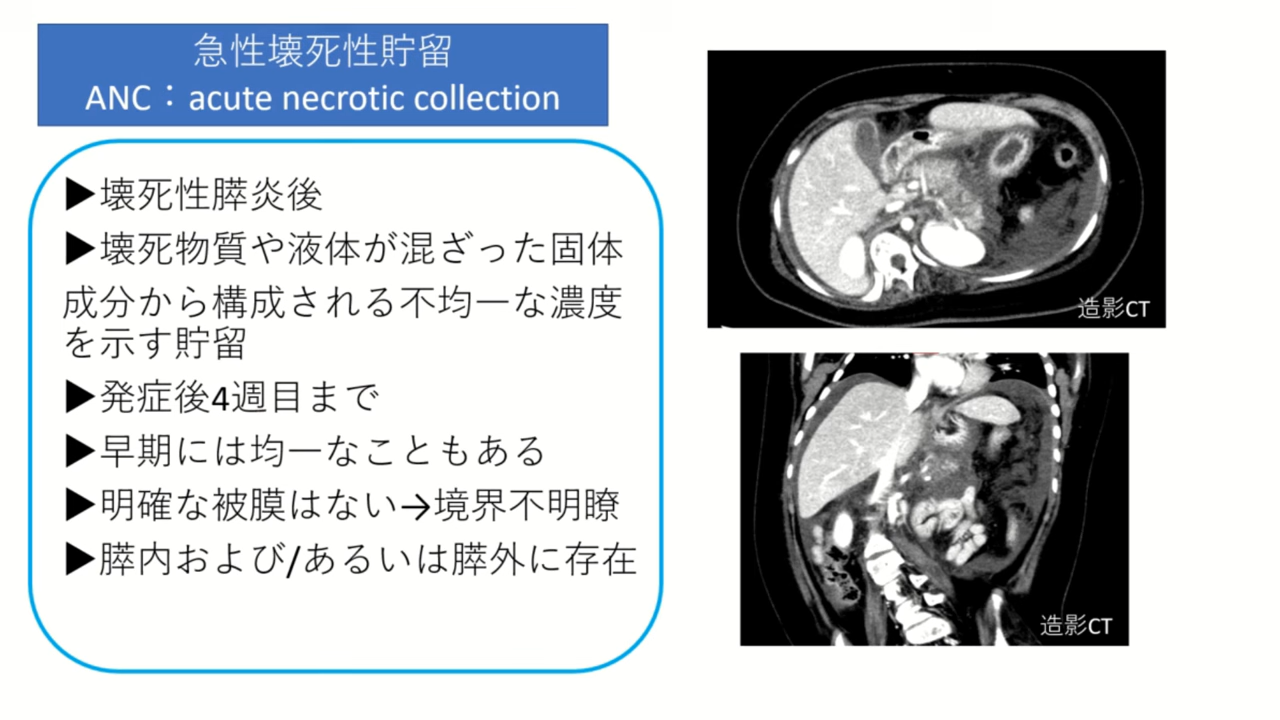 急性壊死性貯留
ANC：acute necrotic collection
▶壊死性膵炎後
▶壊死物質や液体が混ざった固体
成分から構成される不均一な濃度
を示す貯留
▶発症後4週目まで
▶早期には均一なこともある
▶明確な被膜はない→境界不明瞭
▶膵内および/あるいは膵外に存在
造影CT
造影CT